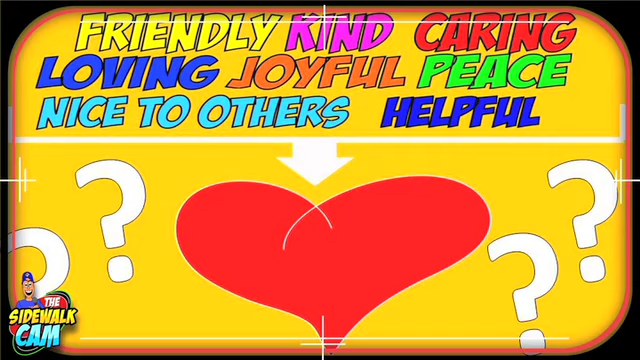 FRIENDLY KIND CARING
LOVING JOYFUL PEACE
NICE TO OTHERS HELPFUL
? ?
? ?
THE
SIDEWALK
CAM